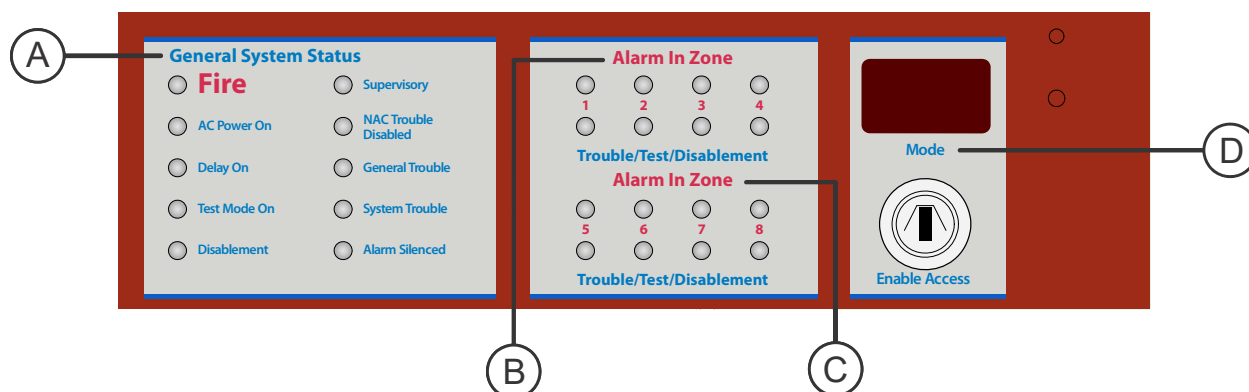 A
General System Status
Fire
Supervisory
AC Power On
NAC Trouble
Disabled
Delay On
General Trouble
Test Mode On
System Trouble
Disablement
Alarm Silenced
Alarm In Zone
1 2 3 4
Trouble/Test/Disablement
Alarm In Zone
5 6 7 8
Trouble/Test/Disablement
Mode
Enable Access
B
C
D